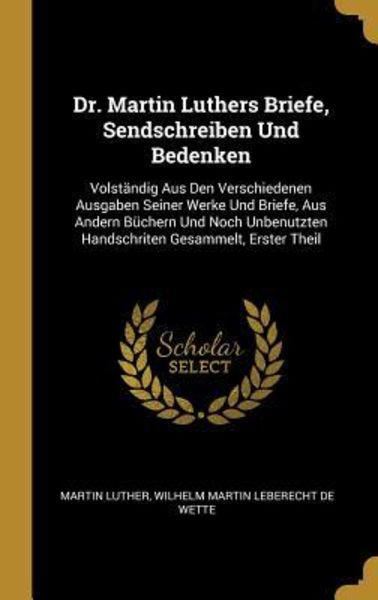 Dr. Martin Luthers Briefe,
Sendschreiben Und
Bedenken
Volständig Aus Den Verschiedenen
Ausgaben Seiner Werke Und Briefe, Aus
Andern Büchern Und Noch Unbenutzten
Handschriten Gesammelt, Erster Theil
Scholar
SELECT
MARTIN LUTHER, WILHELM MARTIN LEBERECHT DE
WETTE